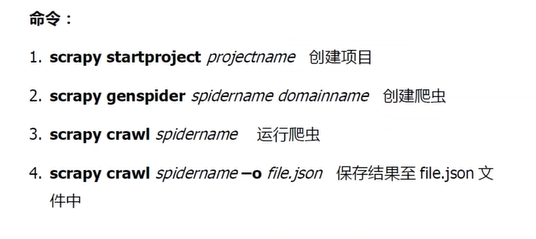 命令：
1. scrapy startproject projectname 创建项目
2. scrapy genspider spidername domainname 创建爬虫
3. scrapy crawl spidername 运行爬虫
4. scrapy crawl spidername –o file.json 保存结果至 file.json 文
件中